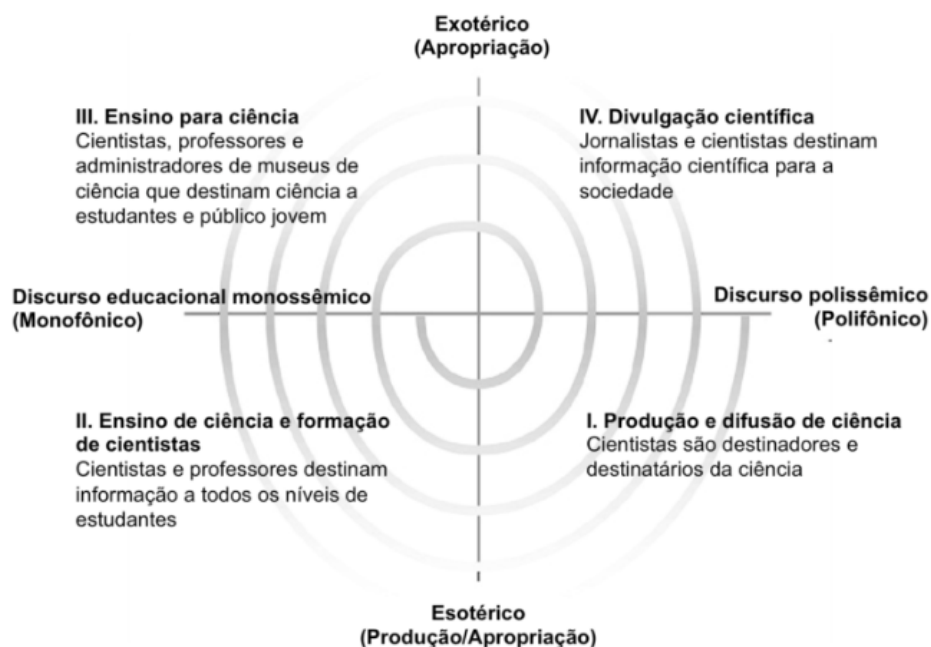 Exotérico
(Apropriação)
III. Ensino para ciência
Cientistas, professores e
administradores de museus de
ciência que destinam ciência a
estudantes e público jovem
IV. Divulgação científica
Jornalistas e cientistas destinam
informação científica para a
sociedade
Discurso educacional monossêmico
(Monofônico)
Discurso polissêmico
(Polifônico)
II. Ensino de ciência e formação
de cientistas
Cientistas e professores destinam
informação a todos os níveis de
estudantes
I. Produção e difusão de ciência
Cientistas são destinadores e
destinatários da ciência
Esotérico
(Produção/Apropriação)